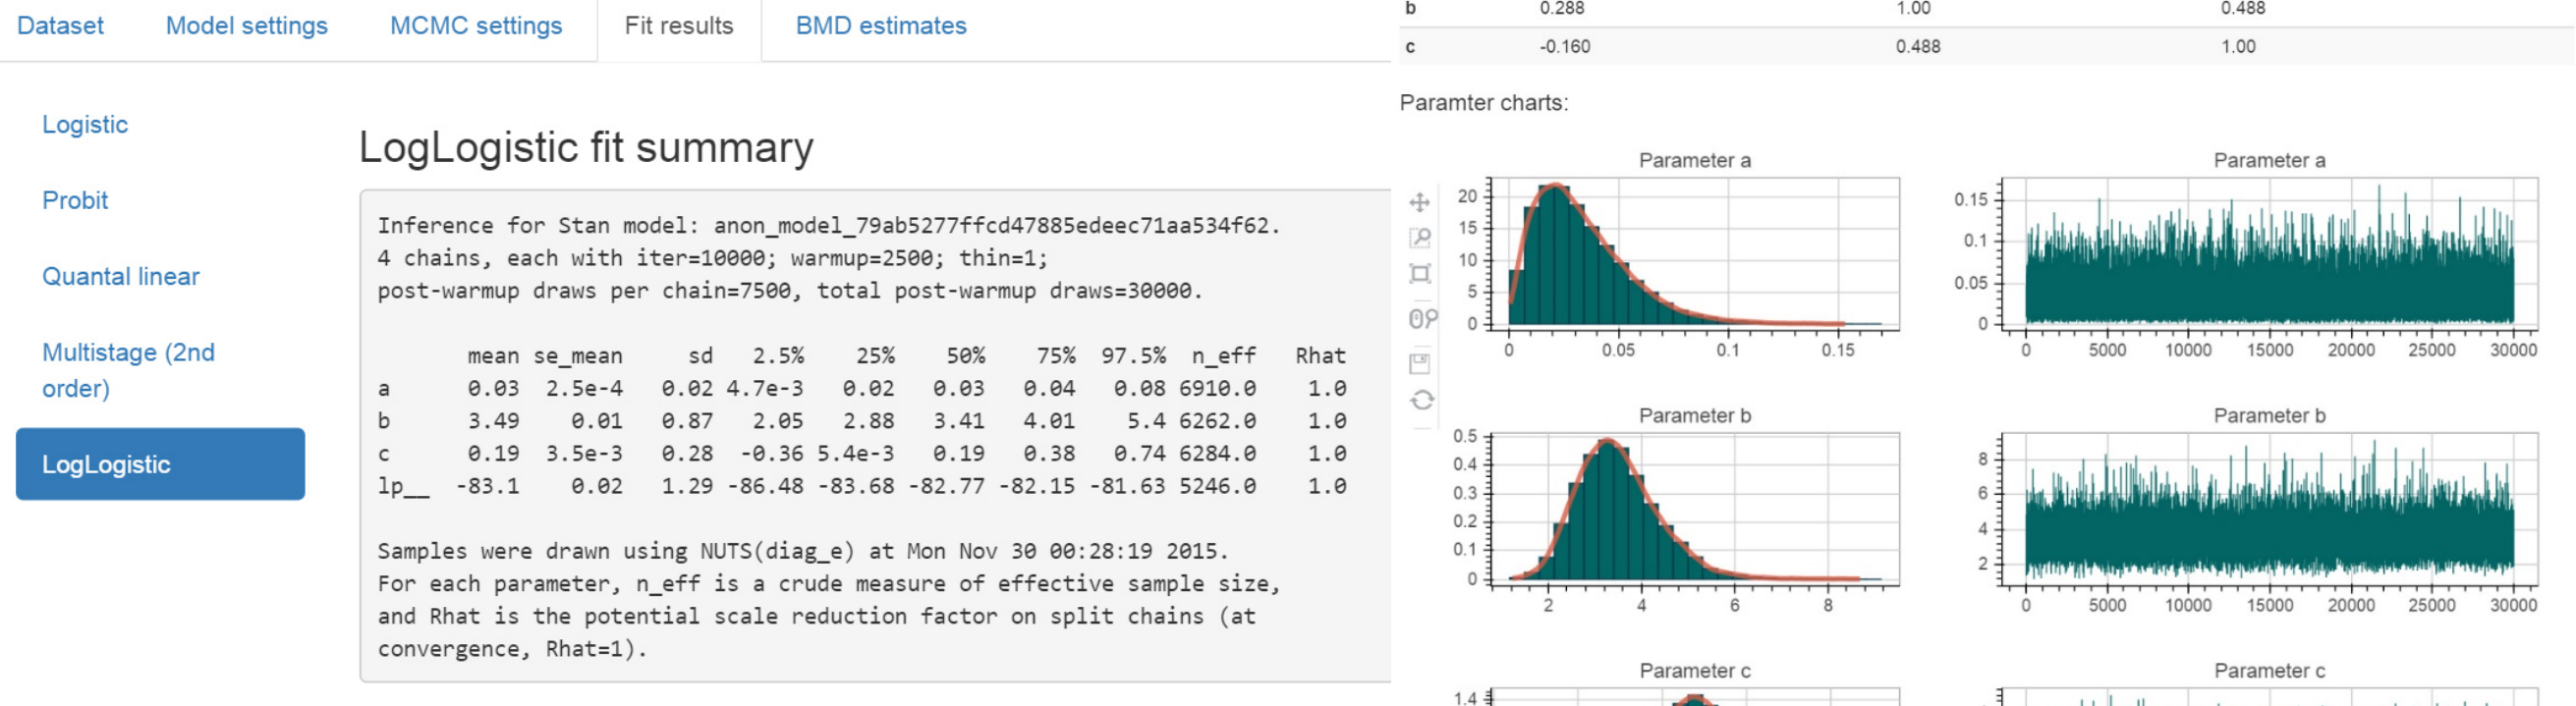 Dataset Model settings MCMC settings Fit results BMD estimates
Logistic
Probit
Quantal linear
Multistage (2nd
order)
LogLogistic
LogLogistic fit summary
Inference for Stan model: anon_model_79ab5277ffcd47885edeec71aa534f62.
4 chains, each with iter=10000; warmup=2500; thin=1;
post-warmup draws per chain=7500, total post-warmup draws=30000.
mean se_mean sd 2.5% 25% 50% 75% 97.5% n_eff Rhat
a 0.03 2.5e-4 0.02 4.7e-3 0.02 0.03 0.04 0.08 6910.0 1.0
b 3.49 0.01 0.87 2.05 2.88 3.41 4.01 5.4 6262.0 1.0
c 0.19 3.5e-3 0.28 -0.36 5.4e-3 0.19 0.38 0.74 6284.0 1.0
lp__ -83.1 0.02 1.29 -86.48 -83.68 -82.77 -82.15 -81.63 5246.0 1.0
Samples were drawn using NUTS(diag_e) at Mon Nov 30 00:28:19 2015.
For each parameter, n_eff is a crude measure of effective sample size,
and Rhat is the potential scale reduction factor on split chains (at
convergence, Rhat=1).
b 0.288 1.00 0.488
c -0.160 0.488 1.00
Paramter charts:
Parameter a
20
15
10
5
0
0 0.05 0.1 0.15
Parameter a
0.15
0.1
0.05
0
0 5000 10000 15000 20000 25000 30000
Parameter b
0.5
0.4
0.3
0.2
0.1
0
2 4 6 8
Parameter b
8
6
4
2
0 5000 10000 15000 20000 25000 30000
Parameter c
1.4
Parameter c